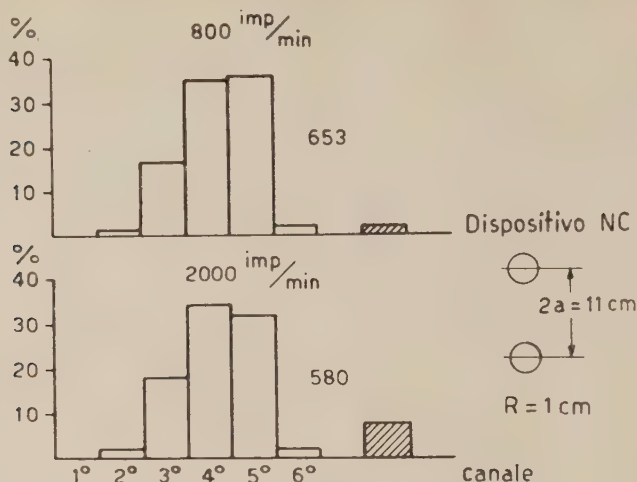 %
800 imp/min
40
30
20
10
653
Dispositivo NC
%
2000 imp/min
40
30
20
10
580
2a = 11 cm
R = 1 cm
1° 2° 3° 4° 5° 6° canale